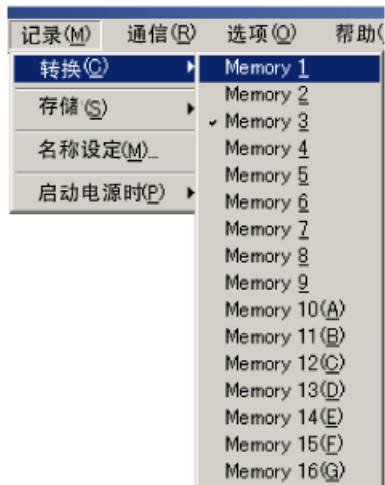 记录(M) 通信(R) 选项(O) 帮助(
转换(C)
存储(S)
名称设定(M)...
启动电源时(P)
Memory 1
Memory 2
Memory 3
Memory 4
Memory 5
Memory 6
Memory 7
Memory 8
Memory 9
Memory 10(A)
Memory 11(B)
Memory 12(C)
Memory 13(D)
Memory 14(E)
Memory 15(F)
Memory 16(G)